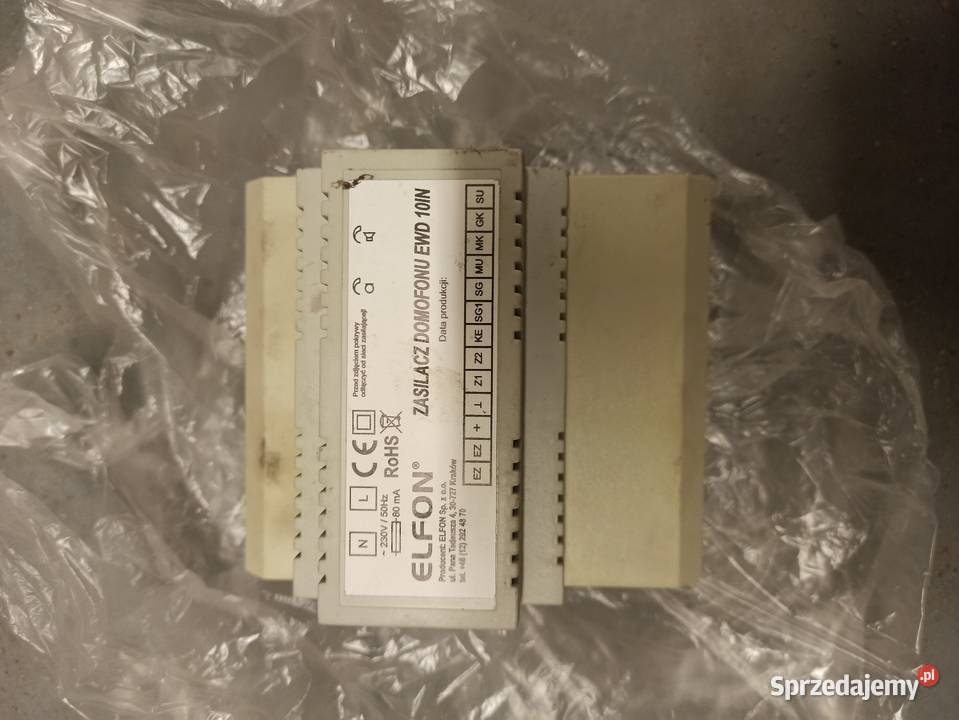 N L
~ 230V / 50Hz
80 mA
CE
RoHS
Przed zdjęciem pokrywy
odłączyć od sieci zasilającej!
ELFON®
ZASILACZ DOMOFONU EWD 10IN
Producent: ELFON Sp. z o.o.
ul. Pana Tadeusza 4, 30-727 Kraków
tel. +48 (12) 292 48 70
Data produkcji:
EZ EZ + ⊥ Z1 Z2 KE SG1 SG MU MK GK SU
Sprzedajemy.pl